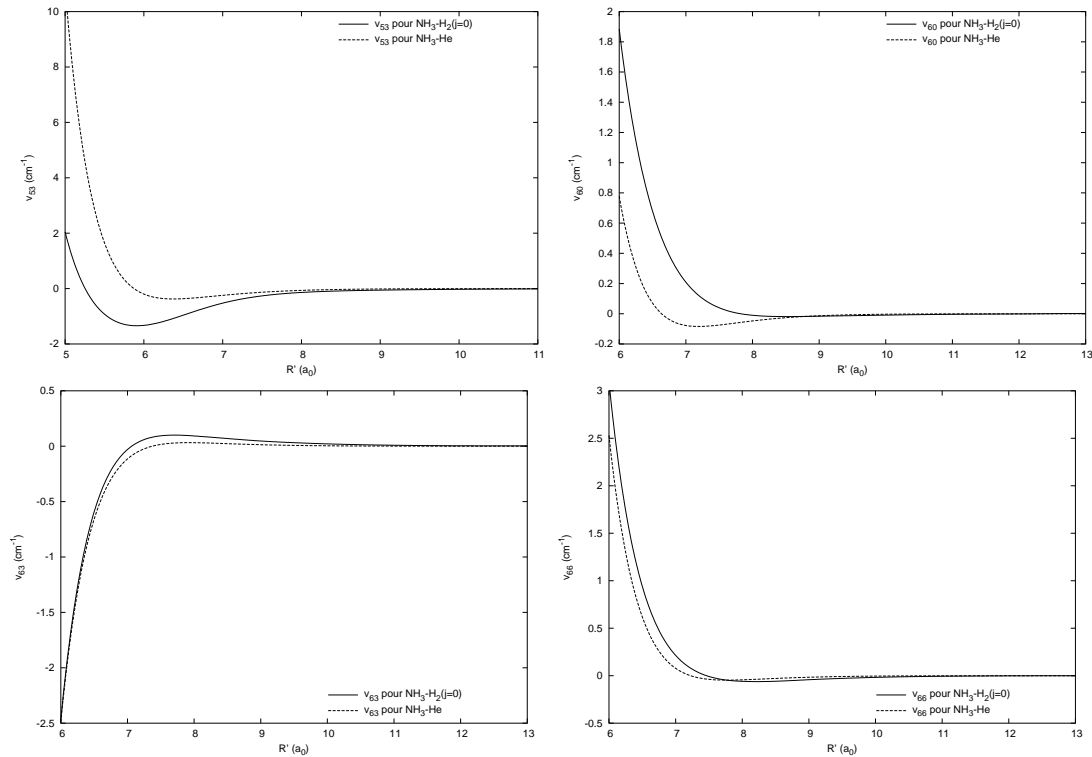 v53 pour NH3-H2(j=0)
v53 pour NH3-He
10
8
6
4
2
0
-2
v53 (cm-1)
5 6 7 8 9 10 11
R' (a0)
v60 pour NH3-H2(j=0)
v60 pour NH3-He
2
1.8
1.6
1.4
1.2
1
0.8
0.6
0.4
0.2
0
-0.2
v60 (cm-1)
6 7 8 9 10 11 12 13
R' (a0)
0.5
0
-0.5
-1
-1.5
-2
-2.5
v63 (cm-1)
v63 pour NH3-H2(j=0)
v63 pour NH3-He
6 7 8 9 10 11 12 13
R' (a0)
3
2.5
2
1.5
1
0.5
0
-0.5
v66 (cm-1)
v66 pour NH3-H2(j=0)
v66 pour NH3-He
6 7 8 9 10 11 12 13
R' (a0)